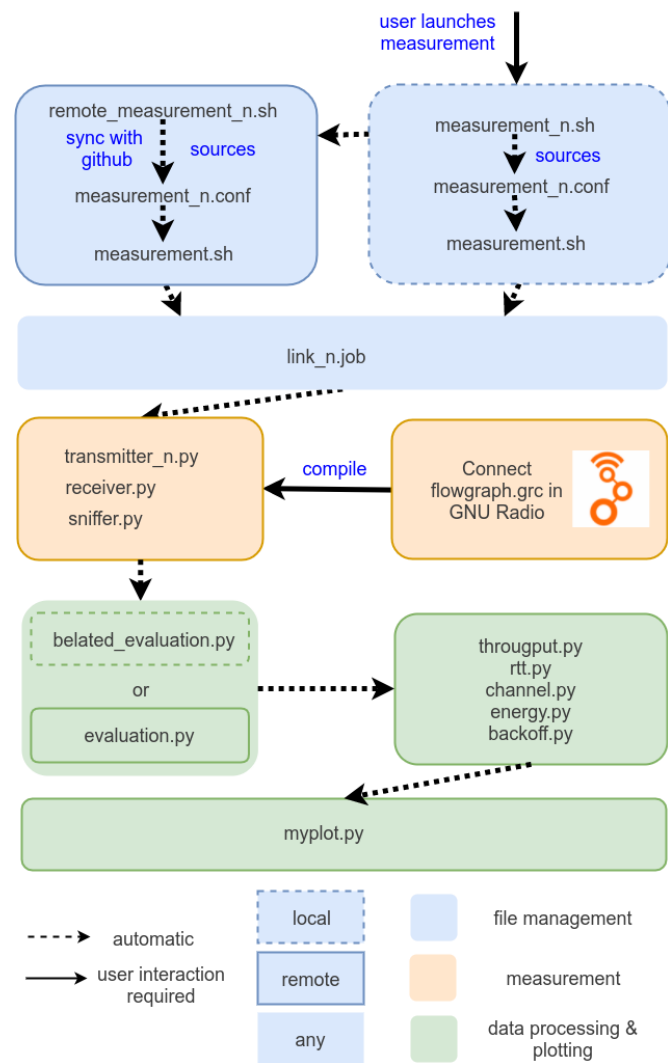 user launches
measurement
remote_measurement_n.sh
sync with
github
sources
measurement_n.conf
measurement.sh
measurement_n.sh
sources
measurement_n.conf
measurement.sh
link_n.job
transmitter_n.py
receiver.py
sniffer.py
compile
Connect
flowgraph.grc in
GNU Radio
belated_evaluation.py
or
evaluation.py
througput.py
rtt.py
channel.py
energy.py
backoff.py
myplot.py
automatic
user interaction
required
local
remote
any
file management
measurement
data processing &
plotting